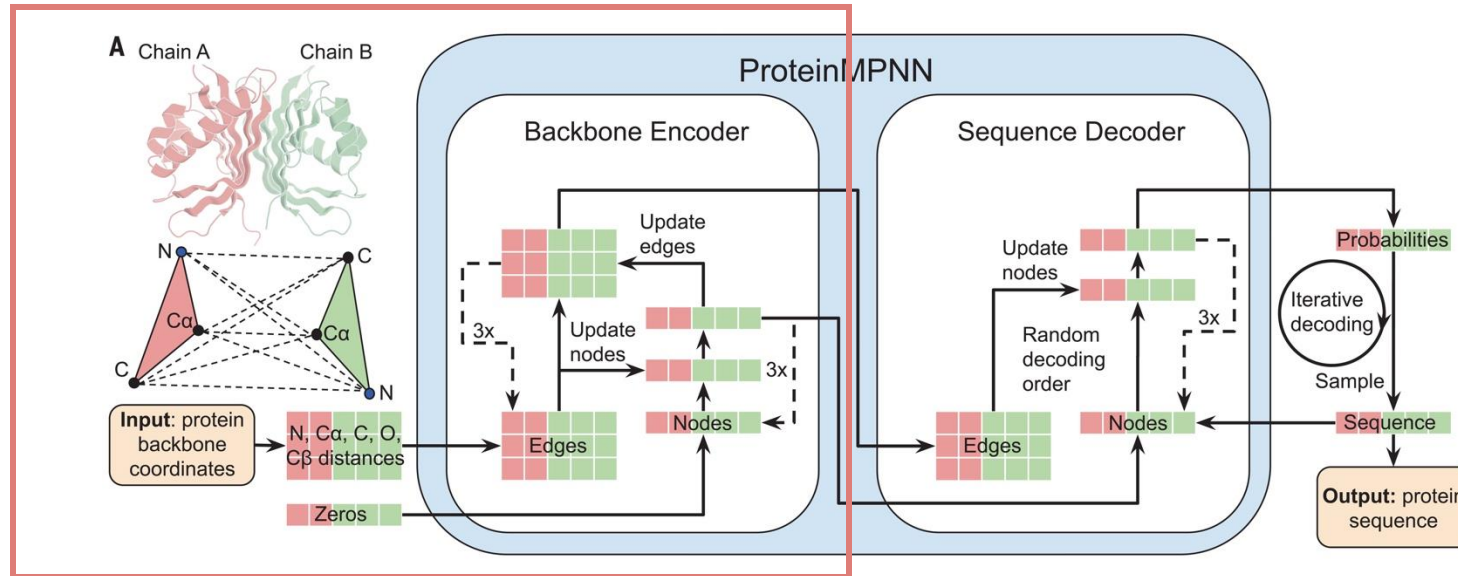 A
Chain A
Chain B
N
C
Cα
Cα
C
N
Input: protein
backbone
coordinates
N, Cα, C, O,
Cβ distances
Zeros
ProteinMPNN
Backbone Encoder
Update
edges
3x
Update
nodes
3x
Edges
Nodes
Sequence Decoder
Update
nodes
3x
Random
decoding
order
Edges
Nodes
Probabilities
Iterative
decoding
Sample
Sequence
Output: protein
sequence